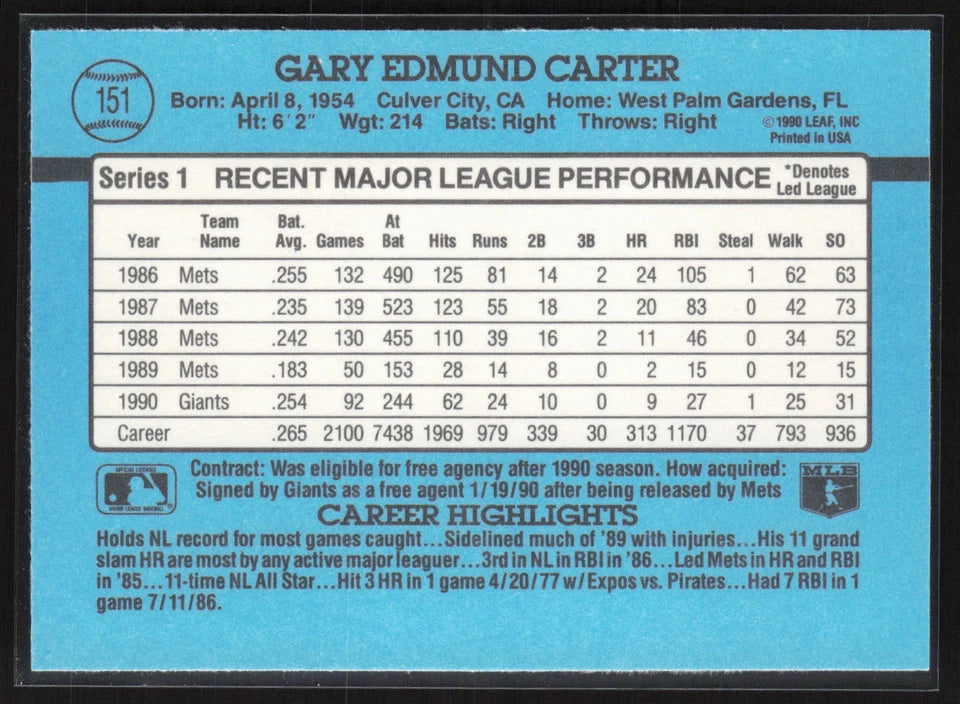 151
GARY EDMUND CARTER
Born: April 8, 1954 Culver City, CA Home: West Palm Gardens, FL
Ht: 6' 2" Wgt: 214 Bats: Right Throws: Right
©1990 LEAF, INC
Printed in USA
Series 1 RECENT MAJOR LEAGUE PERFORMANCE *Denotes Led League
Year Team Name Bat. Avg. Games At Bat Hits Runs 2B 3B HR RBI Steal Walk SO
1986 Mets .255 132 490 125 81 14 2 24 105 1 62 63
1987 Mets .235 139 523 123 55 18 2 20 83 0 42 73
1988 Mets .242 130 455 110 39 16 2 11 46 0 34 52
1989 Mets .183 50 153 28 14 8 0 2 15 0 12 15
1990 Giants .254 92 244 62 24 10 0 9 27 1 25 31
Career .265 2100 7438 1969 979 339 30 313 1170 37 793 936
OFFICIAL LICENSEE
MAJOR LEAGUE BASEBALL
Contract: Was eligible for free agency after 1990 season. How acquired:
Signed by Giants as a free agent 1/19/90 after being released by Mets
MLB
CAREER HIGHLIGHTS
Holds NL record for most games caught...Sidelined much of '89 with injuries...His 11 grand
slam HR are most by any active major leaguer...3rd in NL in RBI in '86...Led Mets in HR and RBI
in '85...11-time NL All Star...Hit 3 HR in 1 game 4/20/77 w/Expos vs. Pirates...Had 7 RBI in 1
game 7/11/86.